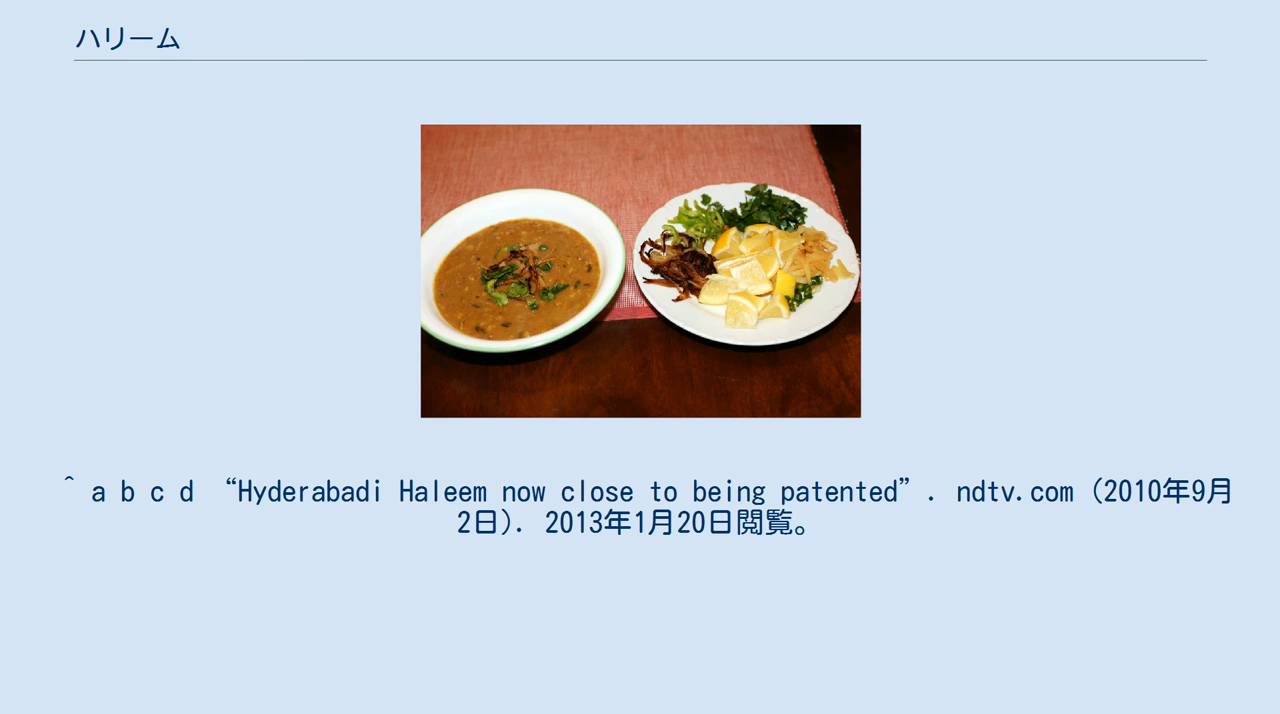 ハリーム
^ a b c d “Hyderabadi Haleem now close to being patented”. ndtv.com (2010年9月
2日). 2013年1月20日閲覧。